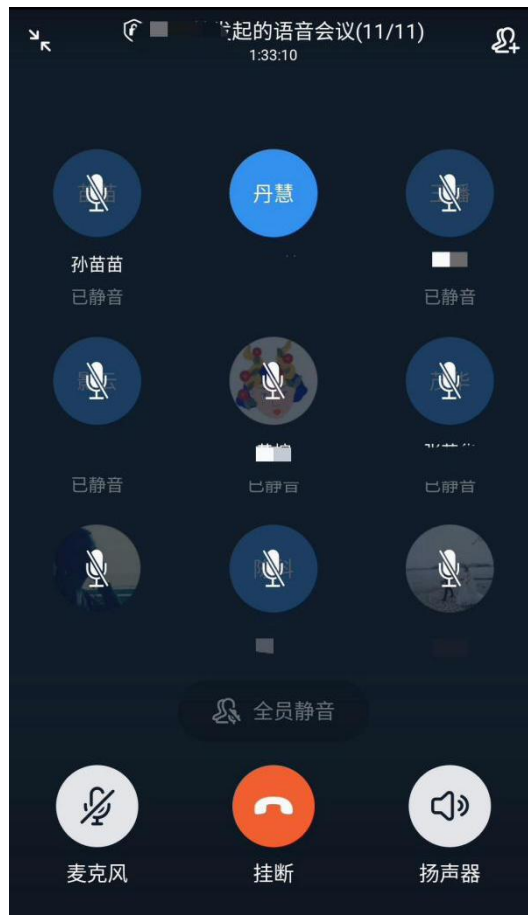 发起的语音会议(11/11)
1:33:10
丹慧
孙苗苗
已静音
已静音
已静音
已静音
已静音
全员静音
麦克风
挂断
扬声器